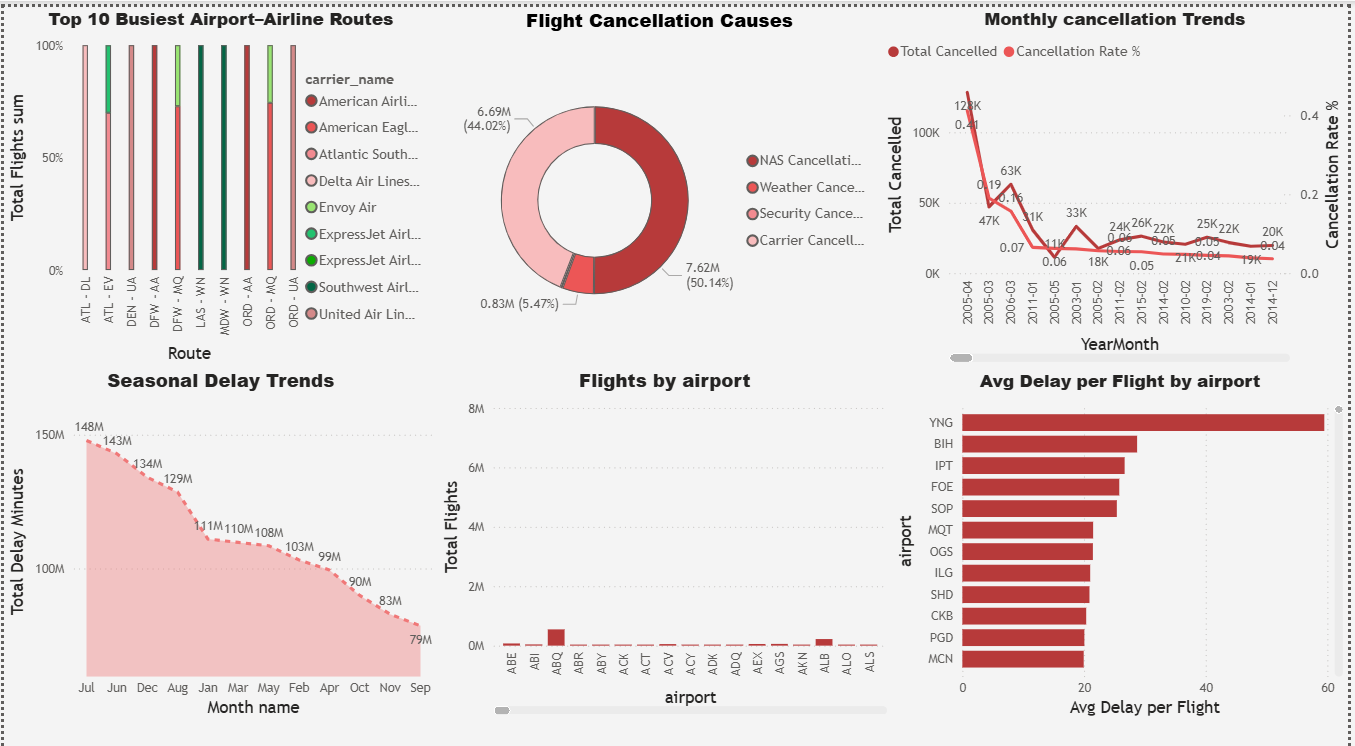 Top 10 Busiest Airport–Airline Routes
100%
50%
0%
Total Flights sum
ATL - DL
ATL - EV
DEN - UA
DFW - AA
DFW - MQ
LAS - WN
MDW - WN
ORD - AA
ORD - MQ
ORD - UA
Route
carrier_name
American Airli...
American Eagl...
Atlantic South...
Delta Air Lines...
Envoy Air
ExpressJet Airl...
ExpressJet Airl...
Southwest Airl...
United Air Lin...
Flight Cancellation Causes
6.69M
(44.02%)
0.83M (5.47%)
7.62M
(50.14%)
NAS Cancellati...
Weather Cance...
Security Cance...
Carrier Cancell...
Monthly cancellation Trends
Total Cancelled Cancellation Rate %
Total Cancelled
100K
50K
0K
128K
0.41
0.19
47K
63K
0.16
31K
0.07
11K
0.06
33K
18K
24K
0.06
0.06
26K
0.05
22K
0.05
21K
25K
0.05
0.04
22K
19K
20K
0.04
0.4
0.2
0.0
Cancellation Rate %
2005-04
2005-03
2006-03
2011-01
2005-05
2003-01
2005-02
2011-02
2015-02
2014-02
2010-02
2019-02
2003-02
2014-01
2014-12
YearMonth
Seasonal Delay Trends
Total Delay Minutes
150M
100M
148M
143M
134M
129M
111M
110M
108M
103M
99M
90M
83M
79M
Jul Jun Dec Aug Jan Mar May Feb Apr Oct Nov Sep
Month name
Flights by airport
Total Flights
8M
6M
4M
2M
0M
ABE
ABI
ABQ
ABR
ABY
ACK
ACT
ACV
ACY
ADK
ADQ
AEX
AGS
AKN
ALB
ALO
ALS
airport
Avg Delay per Flight by airport
airport
YNG
BIH
IPT
FOE
SOP
MQT
OGS
ILG
SHD
CKB
PGD
MCN
0 20 40 60
Avg Delay per Flight